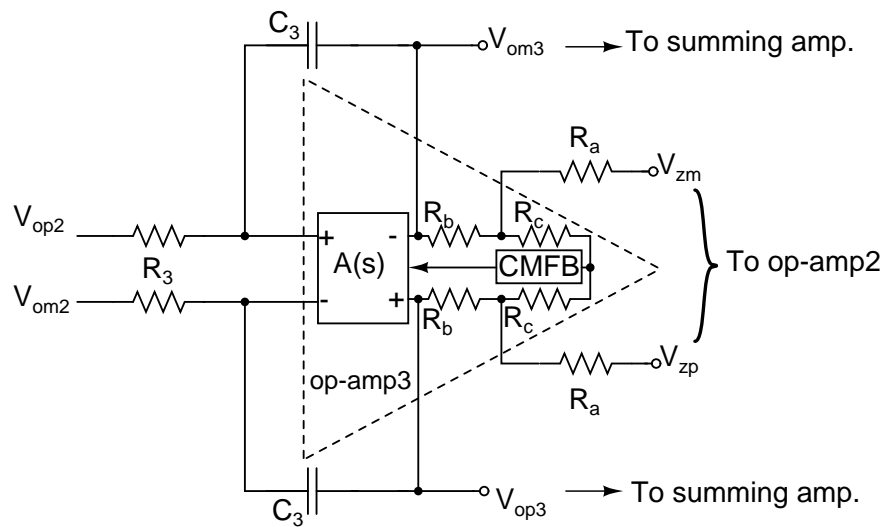 C3
Vom3
To summing amp.
Ra
Vzm
Vop2
Rb
Rc
+
-
R3
A(s)
CMFB
To op-amp2
Vom2
-
+
Rb
Rc
Vzp
op-amp3
Ra
C3
Vop3
To summing amp.